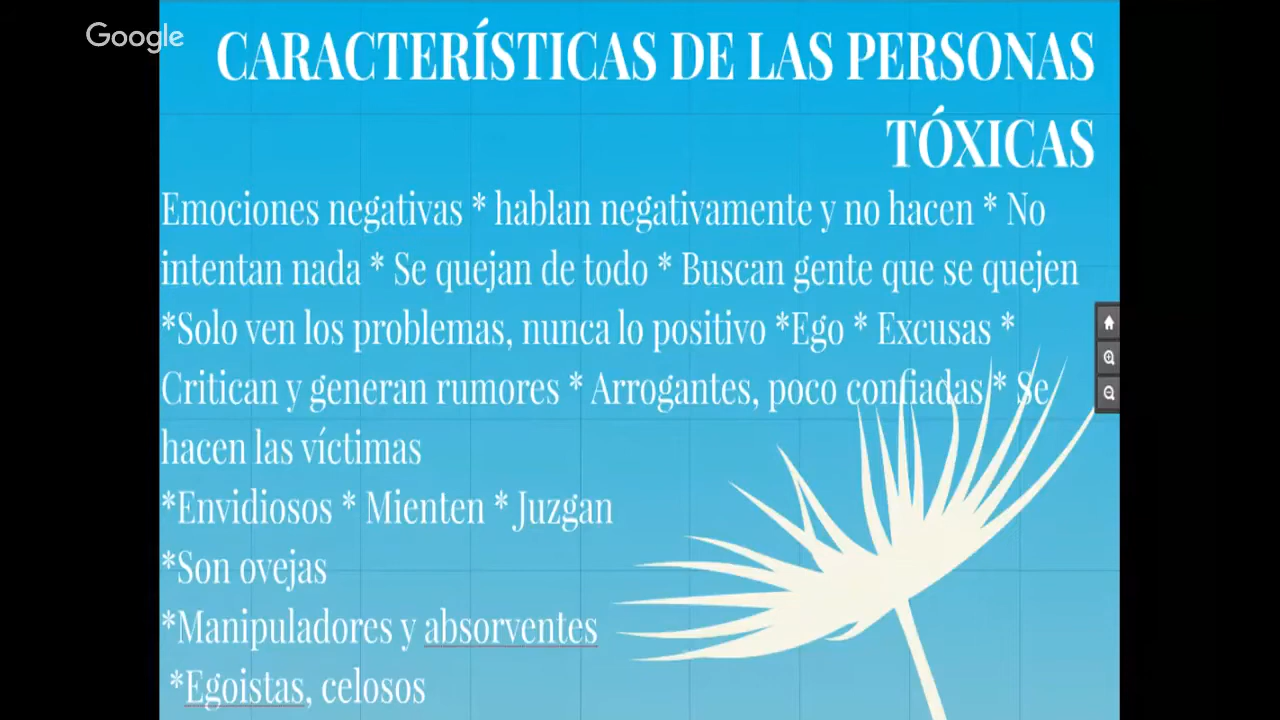 Google
CARACTERÍSTICAS DE LAS PERSONAS
TÓXICAS
Emociones negativas * hablan negativamente y no hacen * No
intentan nada * Se quejan de todo * Buscan gente que se quejen
*Solo ven los problemas, nunca lo positivo *Ego * Excusas *
Critican y generan rumores * Arrogantes, poco confiadas * Se
hacen las víctimas
*Envidiosos * Mienten * Juzgan
*Son ovejas
*Manipuladores y absorventes
*Egoistas, celosos